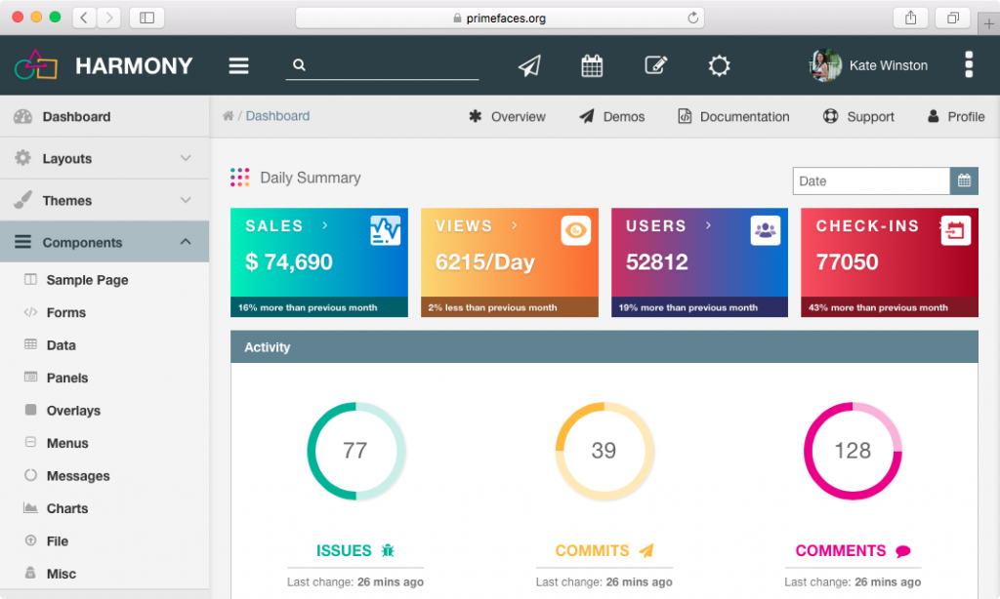 primefaces.org
HARMONY
Kate Winston
Dashboard
Layouts
Themes
Components
Sample Page
Forms
Data
Panels
Overlays
Menus
Messages
Charts
File
Misc
/ Dashboard
Overview
Demos
Documentation
Support
Profile
Daily Summary
Date
SALES
$ 74,690
16% more than previous month
VIEWS
6215/Day
2% less than previous month
USERS
52812
19% more than previous month
CHECK-INS
77050
43% more than previous month
Activity
77
ISSUES
Last change: 26 mins ago
39
COMMITS
Last change: 26 mins ago
128
COMMENTS
Last change: 26 mins ago